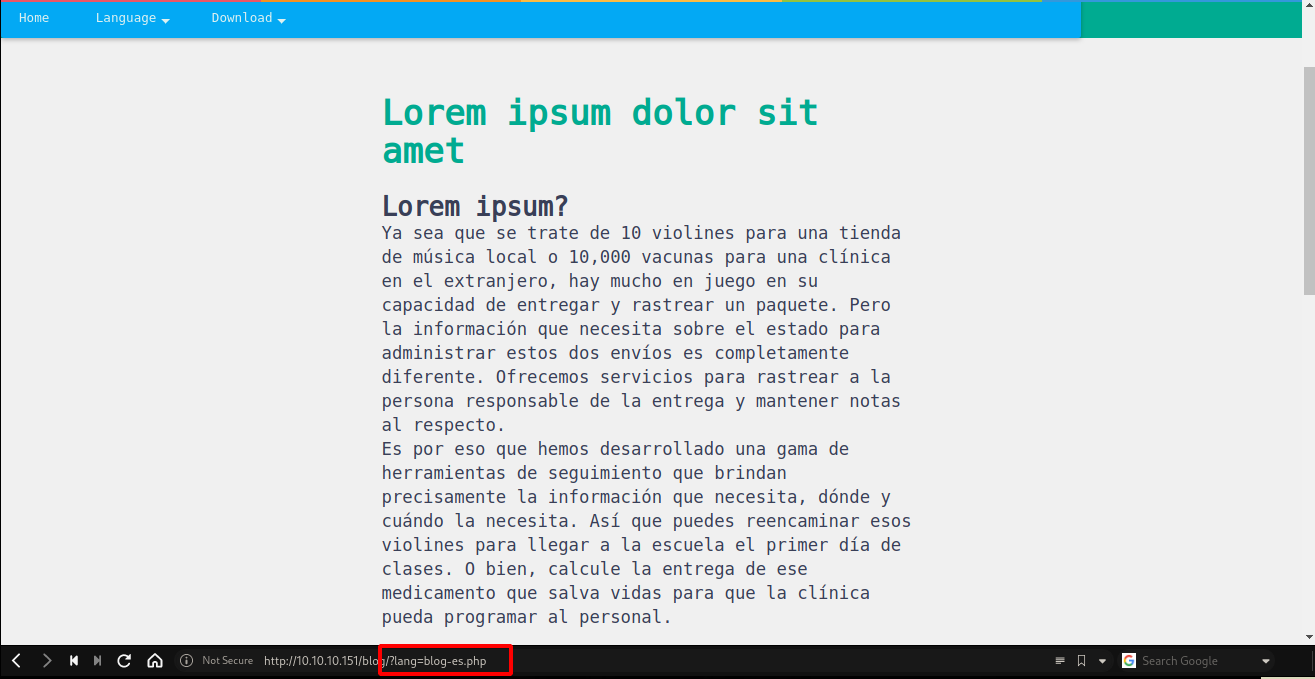 Home Language Download
Lorem ipsum dolor sit
amet
Lorem ipsum?
Ya sea que se trate de 10 violines para una tienda
de música local o 10,000 vacunas para una clínica
en el extranjero, hay mucho en juego en su
capacidad de entregar y rastrear un paquete. Pero
la información que necesita sobre el estado para
administrar estos dos envíos es completamente
diferente. Ofrecemos servicios para rastrear a la
persona responsable de la entrega y mantener notas
al respecto.
Es por eso que hemos desarrollado una gama de
herramientas de seguimiento que brindan
precisamente la información que necesita, dónde y
cuándo la necesita. Así que puedes reencaminar esos
violines para llegar a la escuela el primer día de
clases. O bien, calcule la entrega de ese
medicamento que salva vidas para que la clínica
pueda programar al personal.
Not Secure http://10.10.10.151/blog/?lang=blog-es.php G Search Google